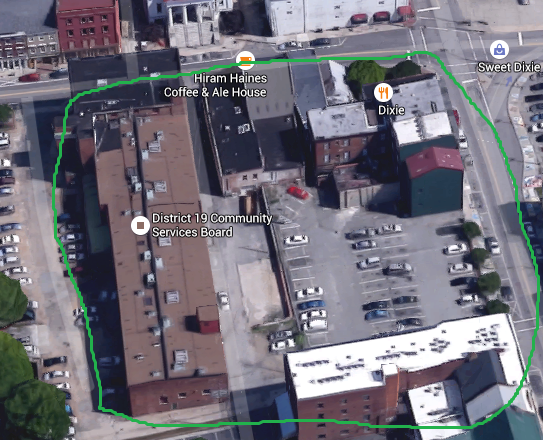 Hiram Haines
Coffee & Ale House
Sweet Dixie
Dixie
District 19 Community
Services Board